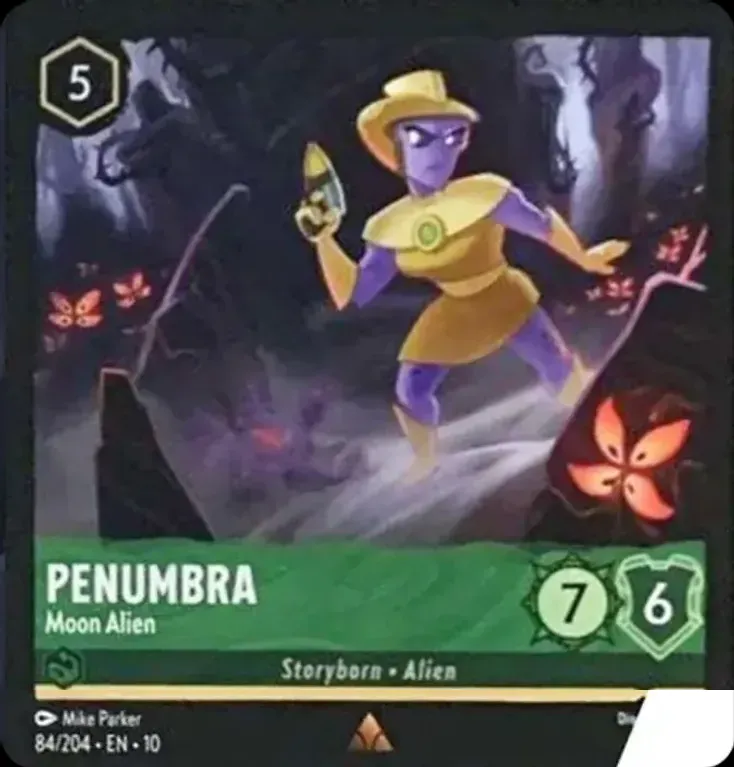 5
PENUMBRA
Moon Alien
7
6
Storyborn • Alien
Mike Parker
84/204 • EN • 10